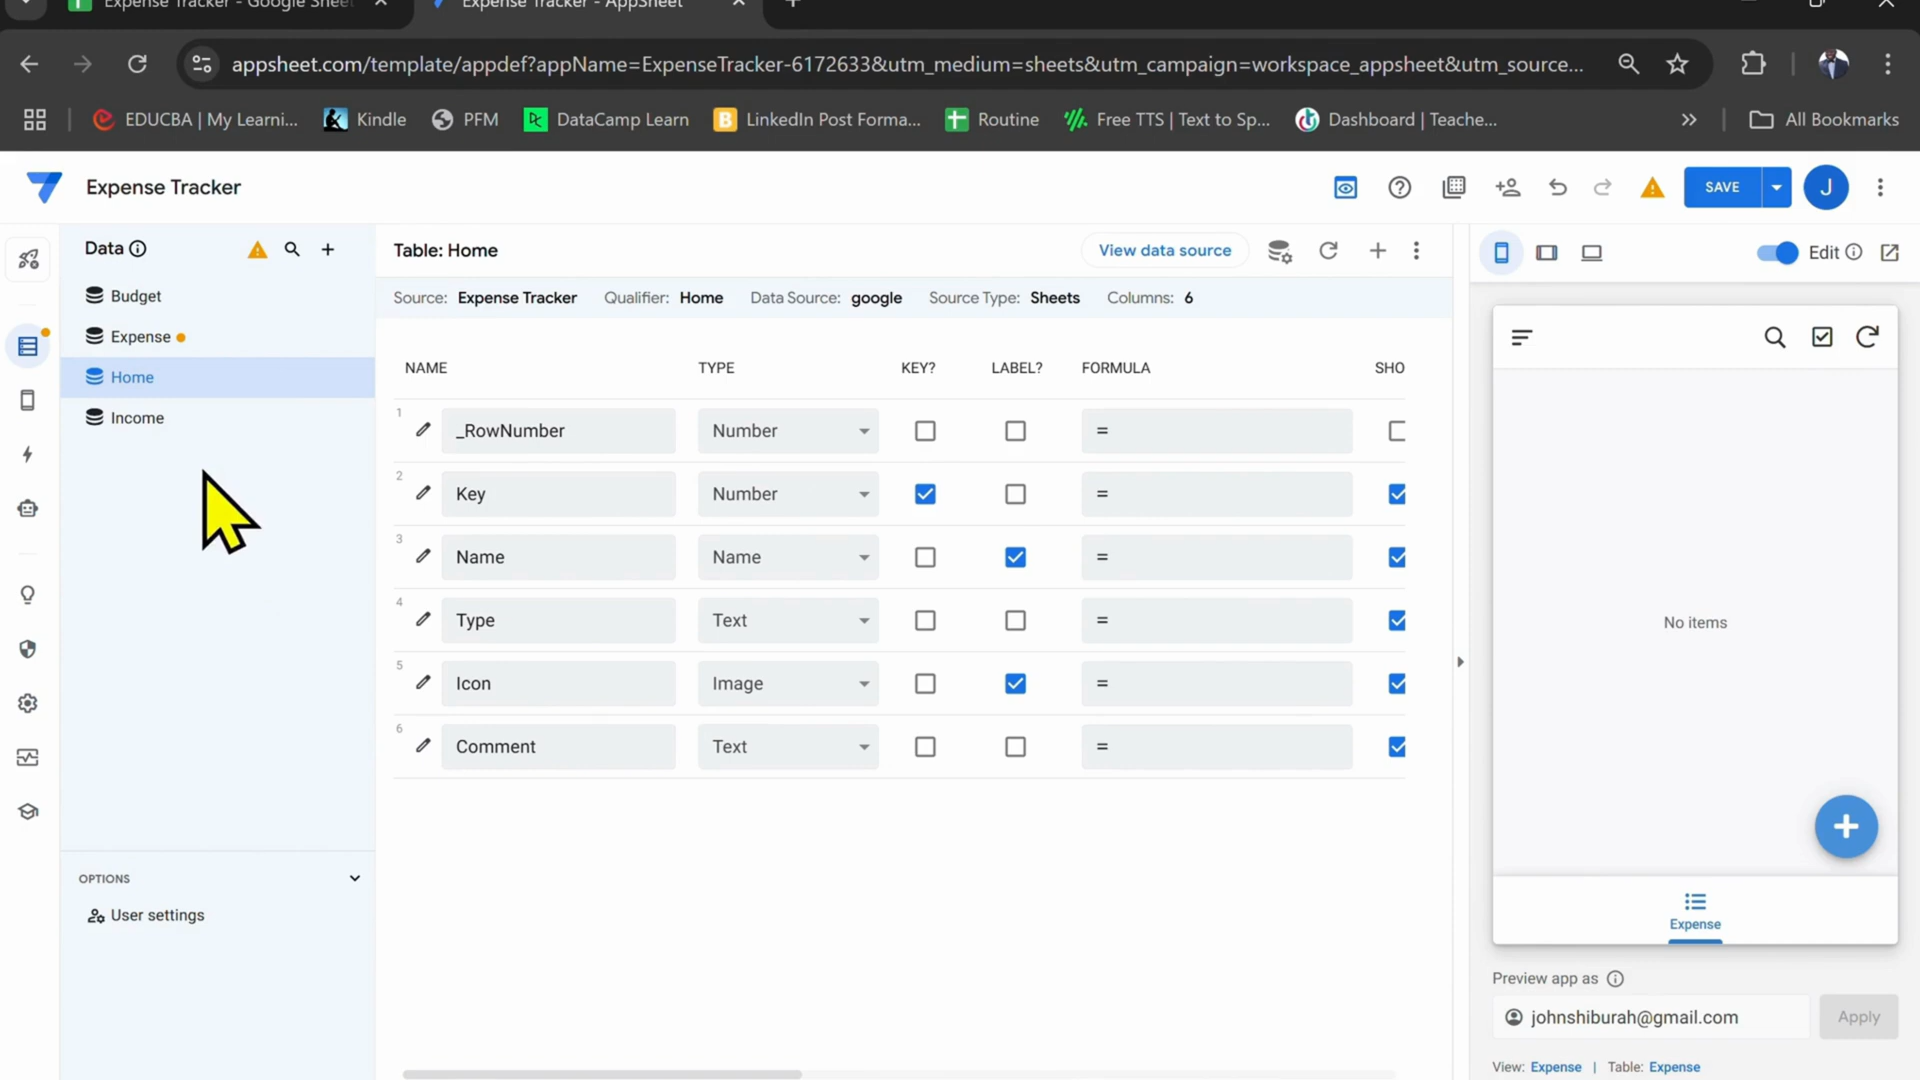 Expense Tracker - Google Sheet
Expense Tracker - AppSheet
appsheet.com/template/appdef?appName=ExpenseTracker-6172633&utm_medium=sheets&utm_campaign=workspace_appsheet&utm_source...
EDUCBA | My Learni...
Kindle
PFM
DC
DataCamp Learn
B
LinkedIn Post Forma...
Routine
Free TTS | Text to Sp...
Dashboard | Teache...
All Bookmarks
Expense Tracker
SAVE
J
Data
Budget
Expense
Home
Income
OPTIONS
User settings
Table: Home
View data source
Source: Expense Tracker Qualifier: Home Data Source: google Source Type: Sheets Columns: 6
NAME TYPE KEY? LABEL? FORMULA SHO
1 _RowNumber Number =
2 Key Number =
3 Name Name =
4 Type Text =
5 Icon Image =
6 Comment Text =
Edit
No items
Expense
Preview app as
johnshiburah@gmail.com
Apply
View: Expense | Table: Expense